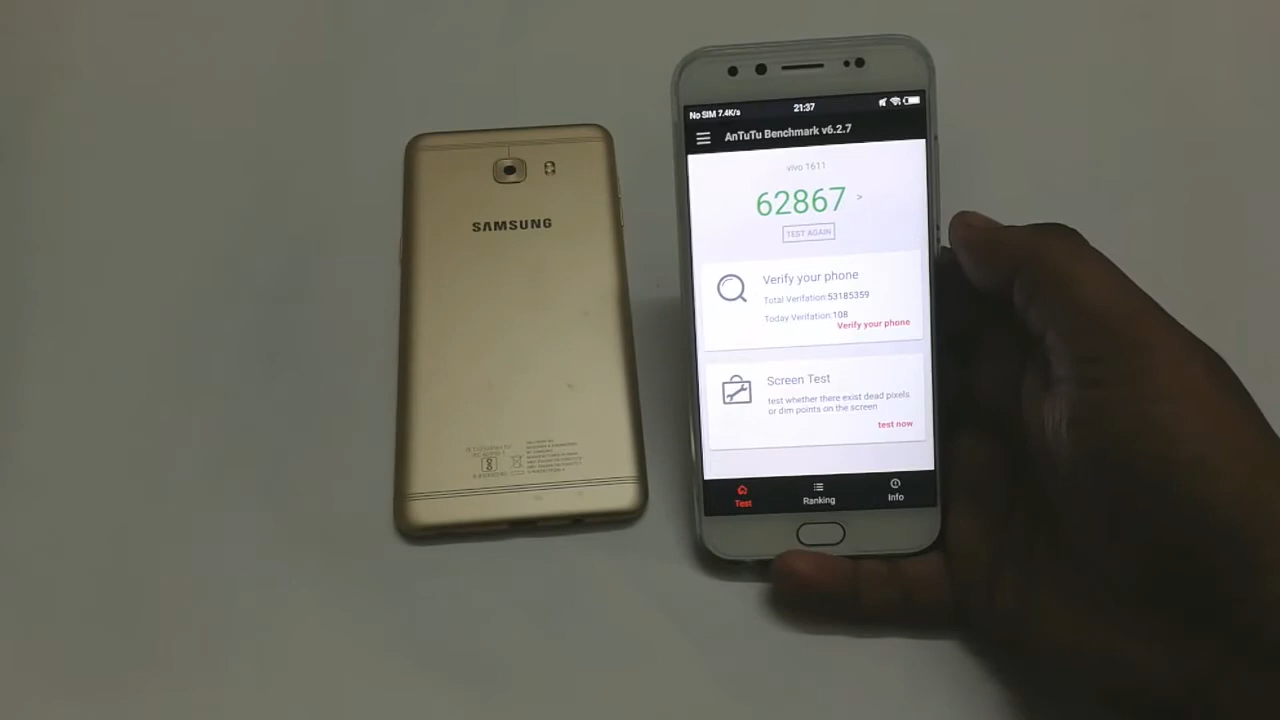 SAMSUNG
No SIM 7.4K/s
21:37
AnTuTu Benchmark v6.2.7
vivo 1611
62867 >
TEST AGAIN
Verify your phone
Total Verifation:53185359
Today Verifation:108
Verify your phone
Screen Test
test whether there exist dead pixels
or dim points on the screen
test now
Test
Ranking
Info